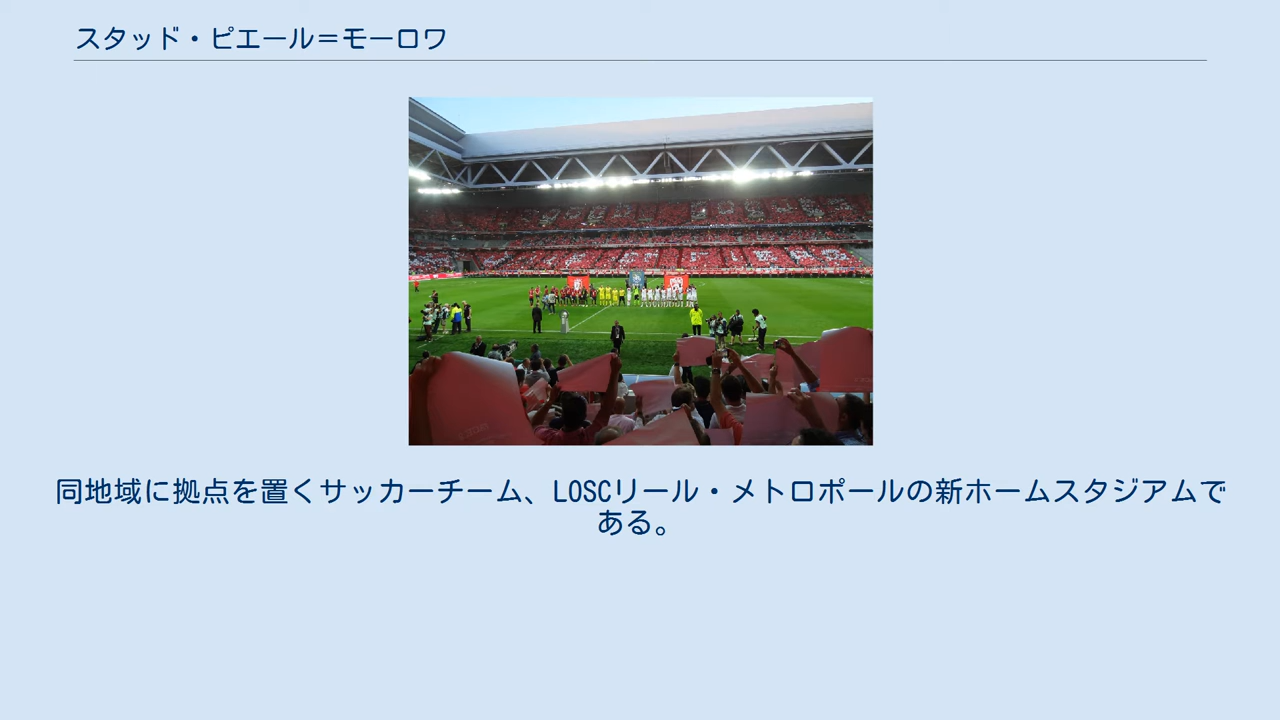 スタッド・ピエール＝モーロワ
同地域に拠点を置くサッカーチーム、LOSCリール・メトロポールの新ホームスタジアムで
ある。